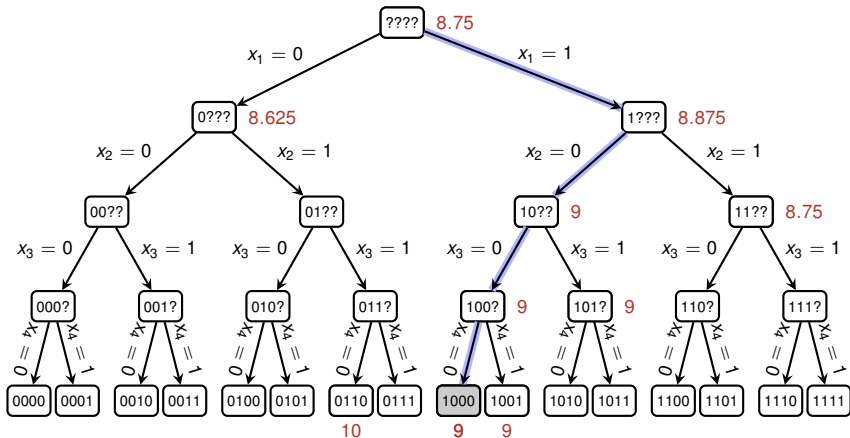 ???? 8.75
x₁ = 0 x₁ = 1
0??? 8.625 1??? 8.875
x₂ = 0 x₂ = 1 x₂ = 0 x₂ = 1
00?? 01?? 10?? 9 11?? 8.75
x₃ = 0 x₃ = 1 x₃ = 0 x₃ = 1 x₃ = 0 x₃ = 1 x₃ = 0 x₃ = 1
000? 001? 010? 011? 100? 9 101? 9 110? 111?
x₄ = 0 x₄ = 1 x₄ = 0 x₄ = 1 x₄ = 0 x₄ = 1 x₄ = 0 x₄ = 1 x₄ = 0 x₄ = 1 x₄ = 0 x₄ = 1 x₄ = 0 x₄ = 1 x₄ = 0 x₄ = 1
0000 0001 0010 0011 0100 0101 0110 0111 1000 1001 1010 1011 1100 1101 1110 1111
10 9 9